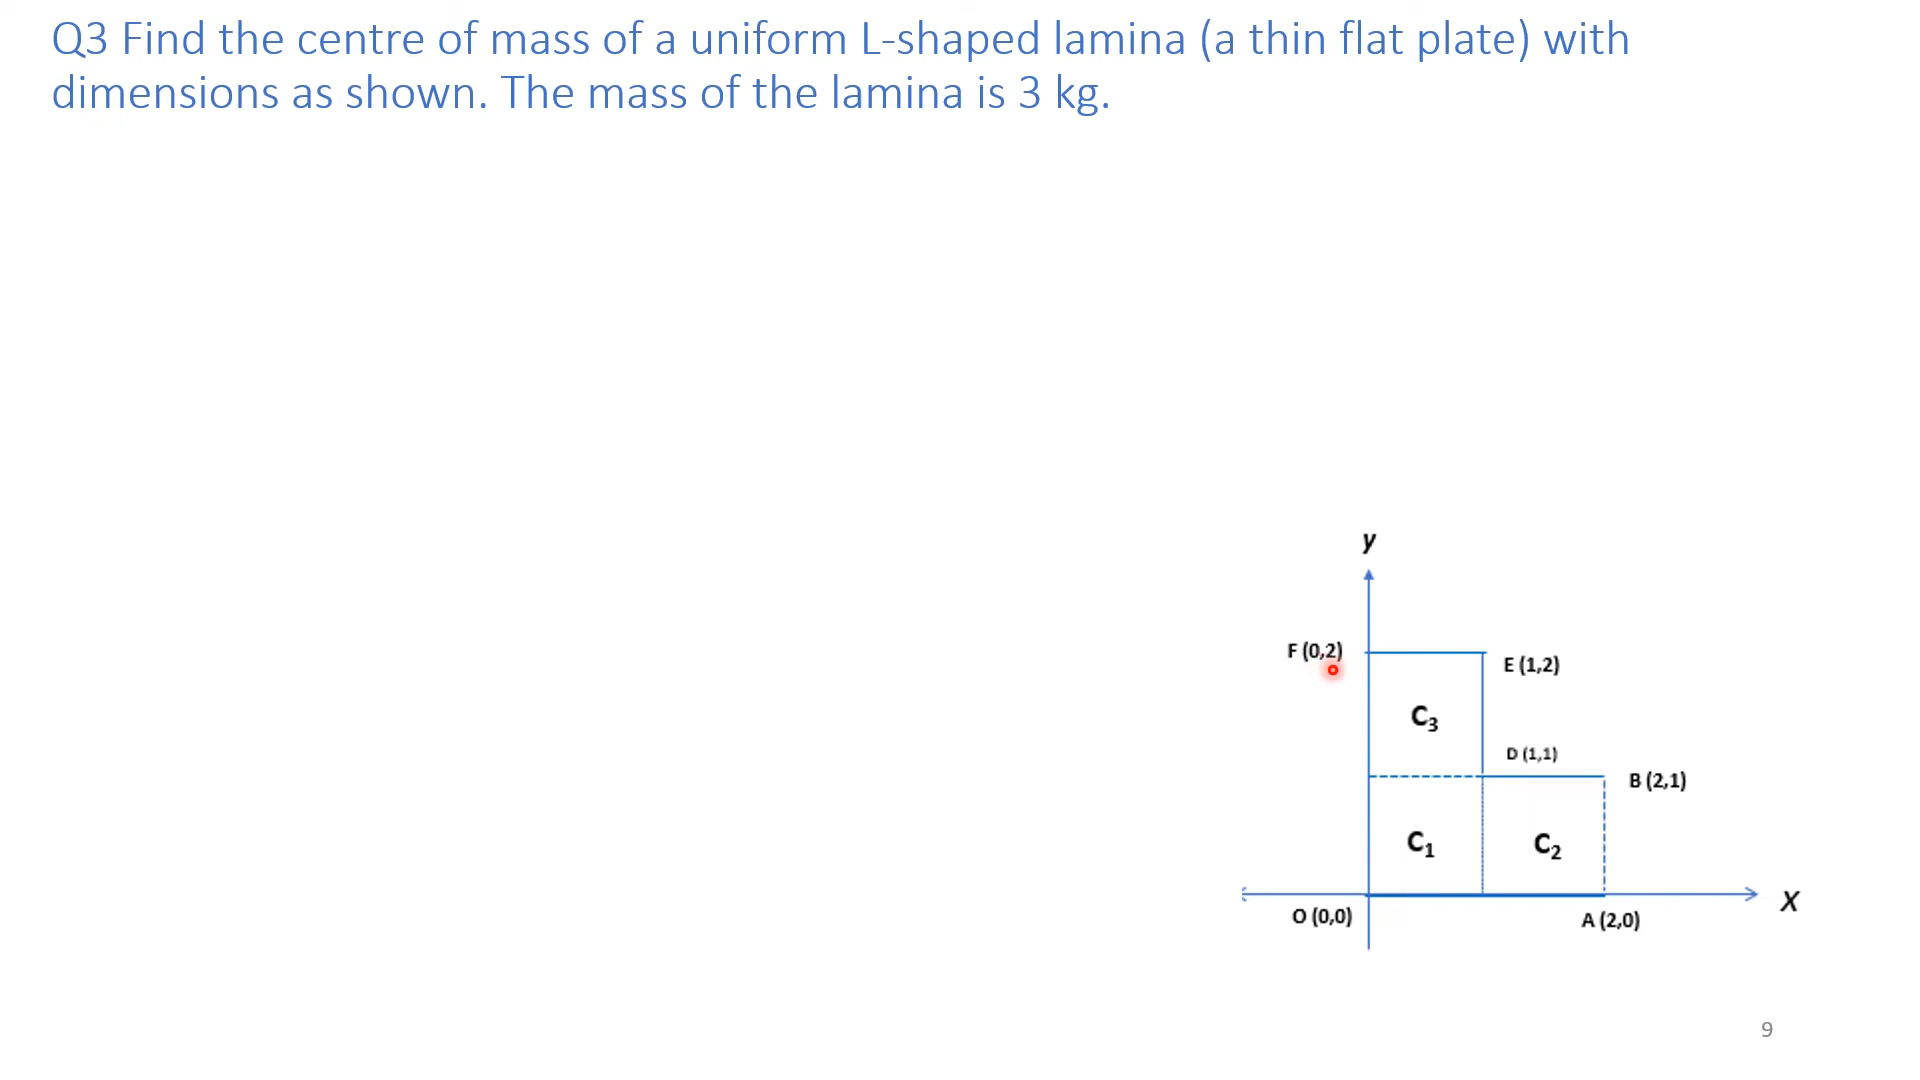 Q3 Find the centre of mass of a uniform L-shaped lamina (a thin flat plate) with
dimensions as shown. The mass of the lamina is 3 kg.
y
F (0,2)
E (1,2)
C₃
D (1,1)
B (2,1)
C₁
C₂
X
O (0,0)
A (2,0)
9